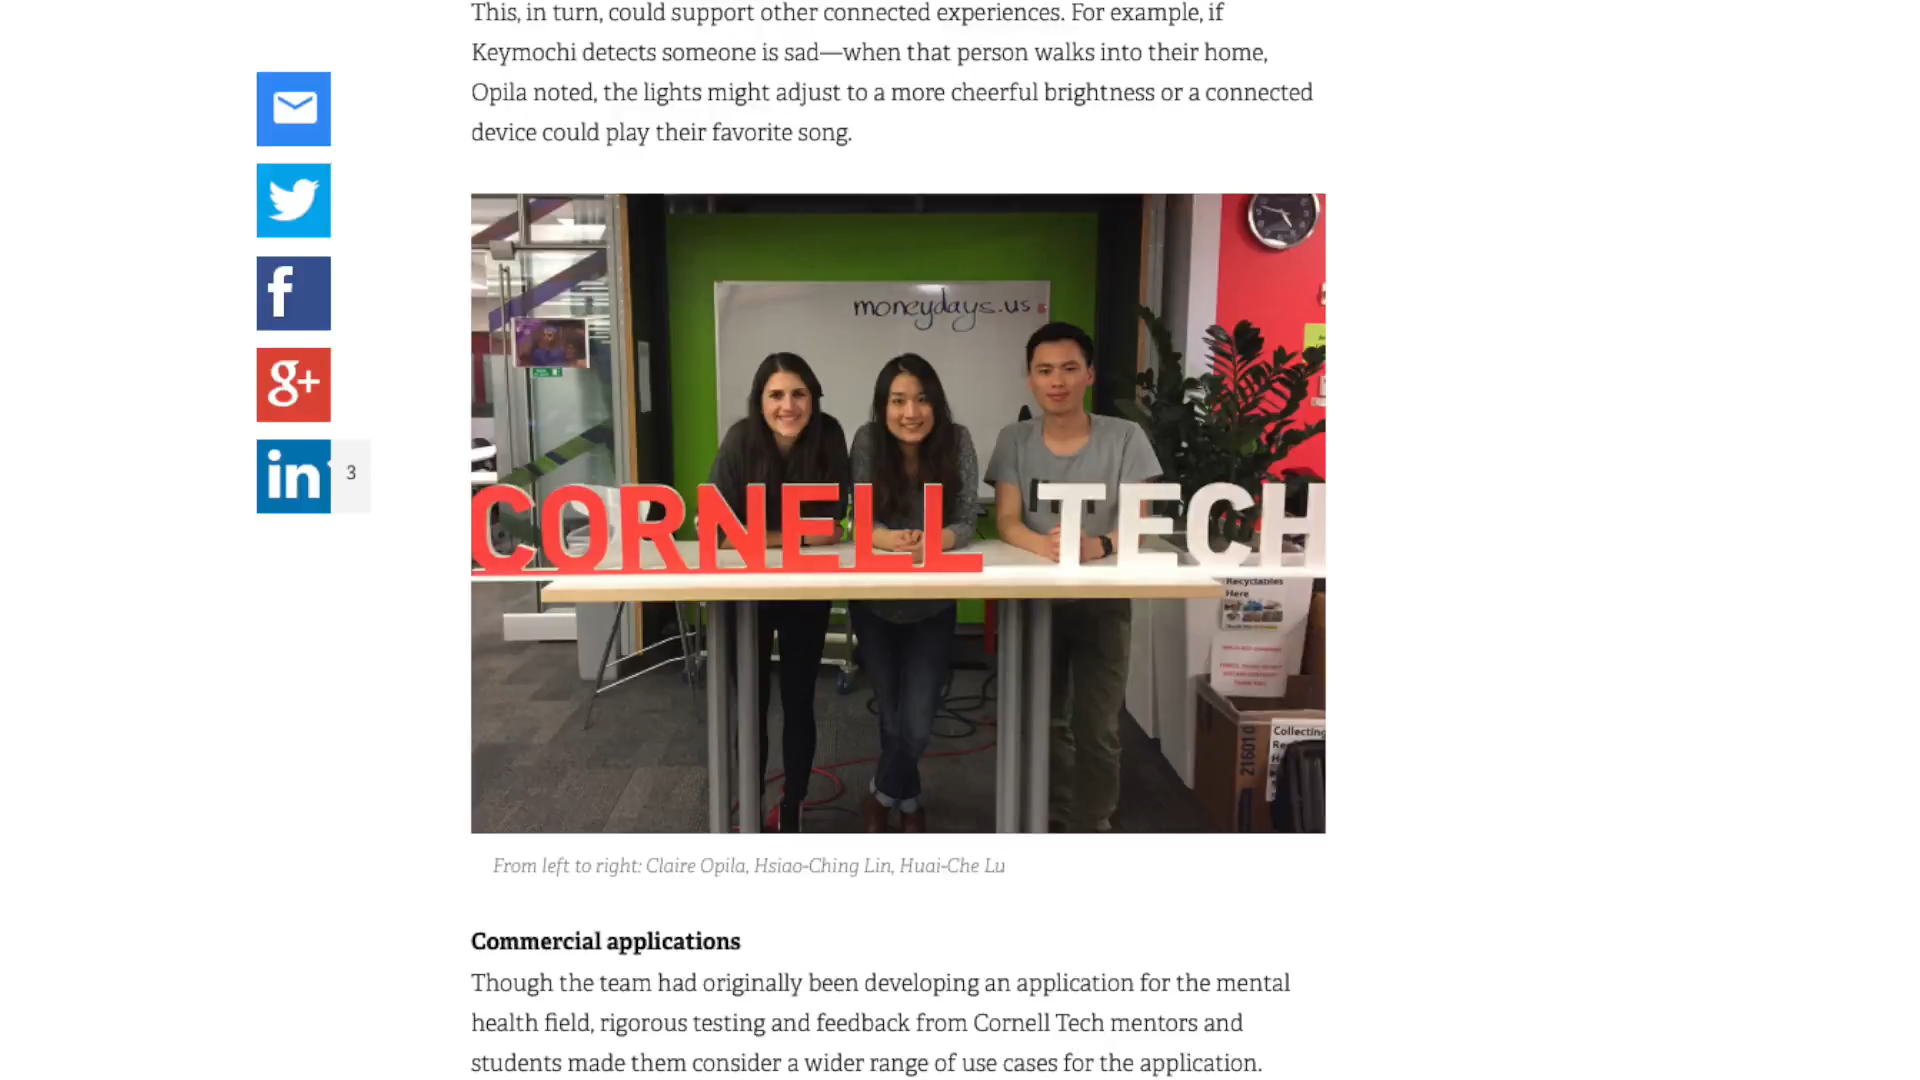 This, in turn, could support other connected experiences. For example, if
Keymochi detects someone is sad—when that person walks into their home,
Opila noted, the lights might adjust to a more cheerful brightness or a connected
device could play their favorite song.
f
g+
in
3
moneydays.us
CORNELL TECH
Recyclables
Here
216010
Collecting
From left to right: Claire Opila, Hsiao-Ching Lin, Huai-Che Lu
Commercial applications
Though the team had originally been developing an application for the mental
health field, rigorous testing and feedback from Cornell Tech mentors and
students made them consider a wider range of use cases for the application.